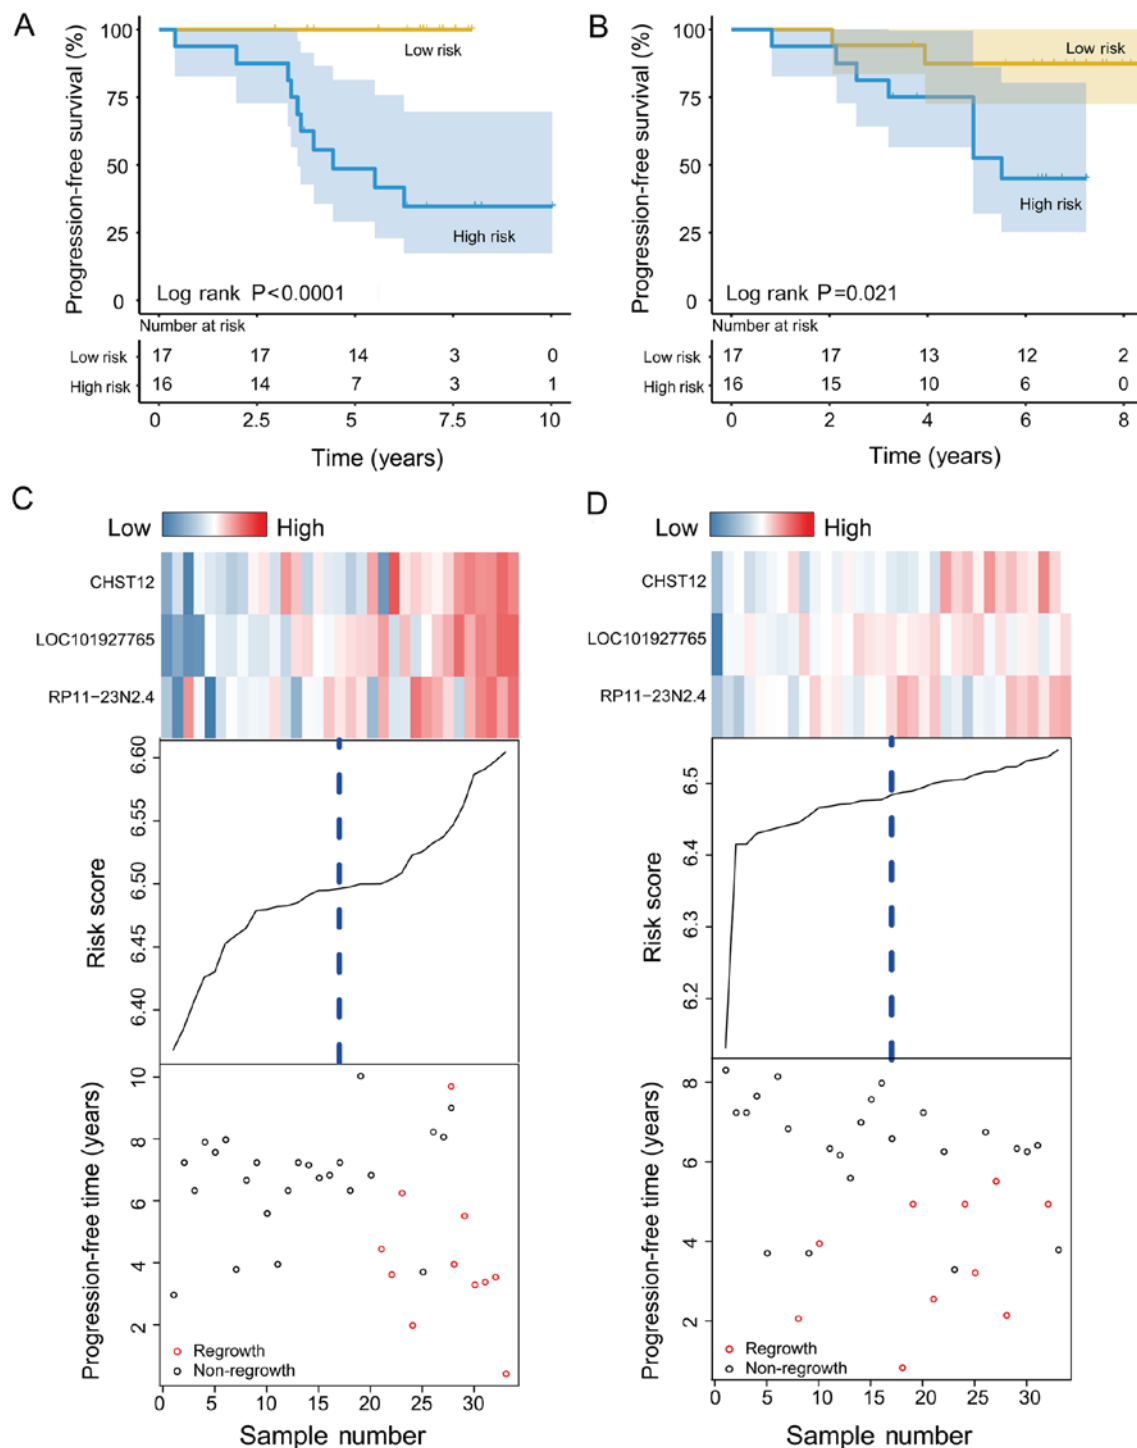 A
Progression-free survival (%)
100
75
50
25
0
Low risk
High risk
Log rank P<0.0001
Number at risk
Low risk 17 17 14 3 0
High risk 16 14 7 3 1
0 2.5 5 7.5 10
Time (years)
B
Progression-free survival (%)
100
75
50
25
0
Low risk
High risk
Log rank P=0.021
Number at risk
Low risk 17 17 13 12 2
High risk 16 15 10 6 0
0 2 4 6 8
Time (years)
C
Low High
CHST12
LOC101927765
RP11-23N2.4
Risk score
6.60
6.55
6.50
6.45
6.40
Progression-free time (years)
10
8
6
4
2
Regrowth
Non-regrowth
0 5 10 15 20 25 30
Sample number
D
Low High
CHST12
LOC101927765
RP11-23N2.4
Risk score
6.5
6.4
6.3
6.2
Progression-free time (years)
8
6
4
2
Regrowth
Non-regrowth
0 5 10 15 20 25 30
Sample number